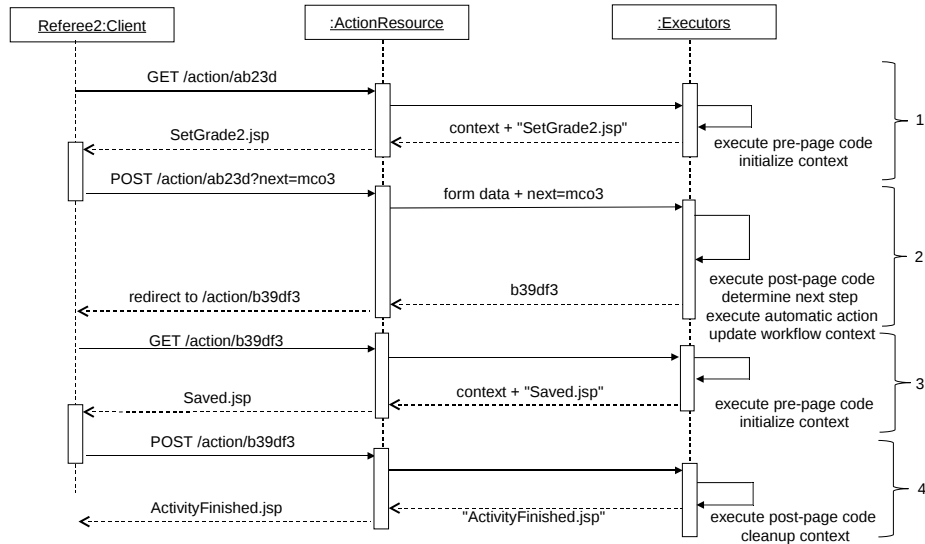 Referee2:Client
:ActionResource
:Executors
GET /action/ab23d
context + "SetGrade2.jsp"
SetGrade2.jsp
execute pre-page code
initialize context
1
POST /action/ab23d?next=mco3
form data + next=mco3
execute post-page code
determine next step
execute automatic action
update workflow context
2
b39df3
redirect to /action/b39df3
GET /action/b39df3
context + "Saved.jsp"
Saved.jsp
execute pre-page code
initialize context
3
POST /action/b39df3
"ActivityFinished.jsp"
ActivityFinished.jsp
execute post-page code
cleanup context
4